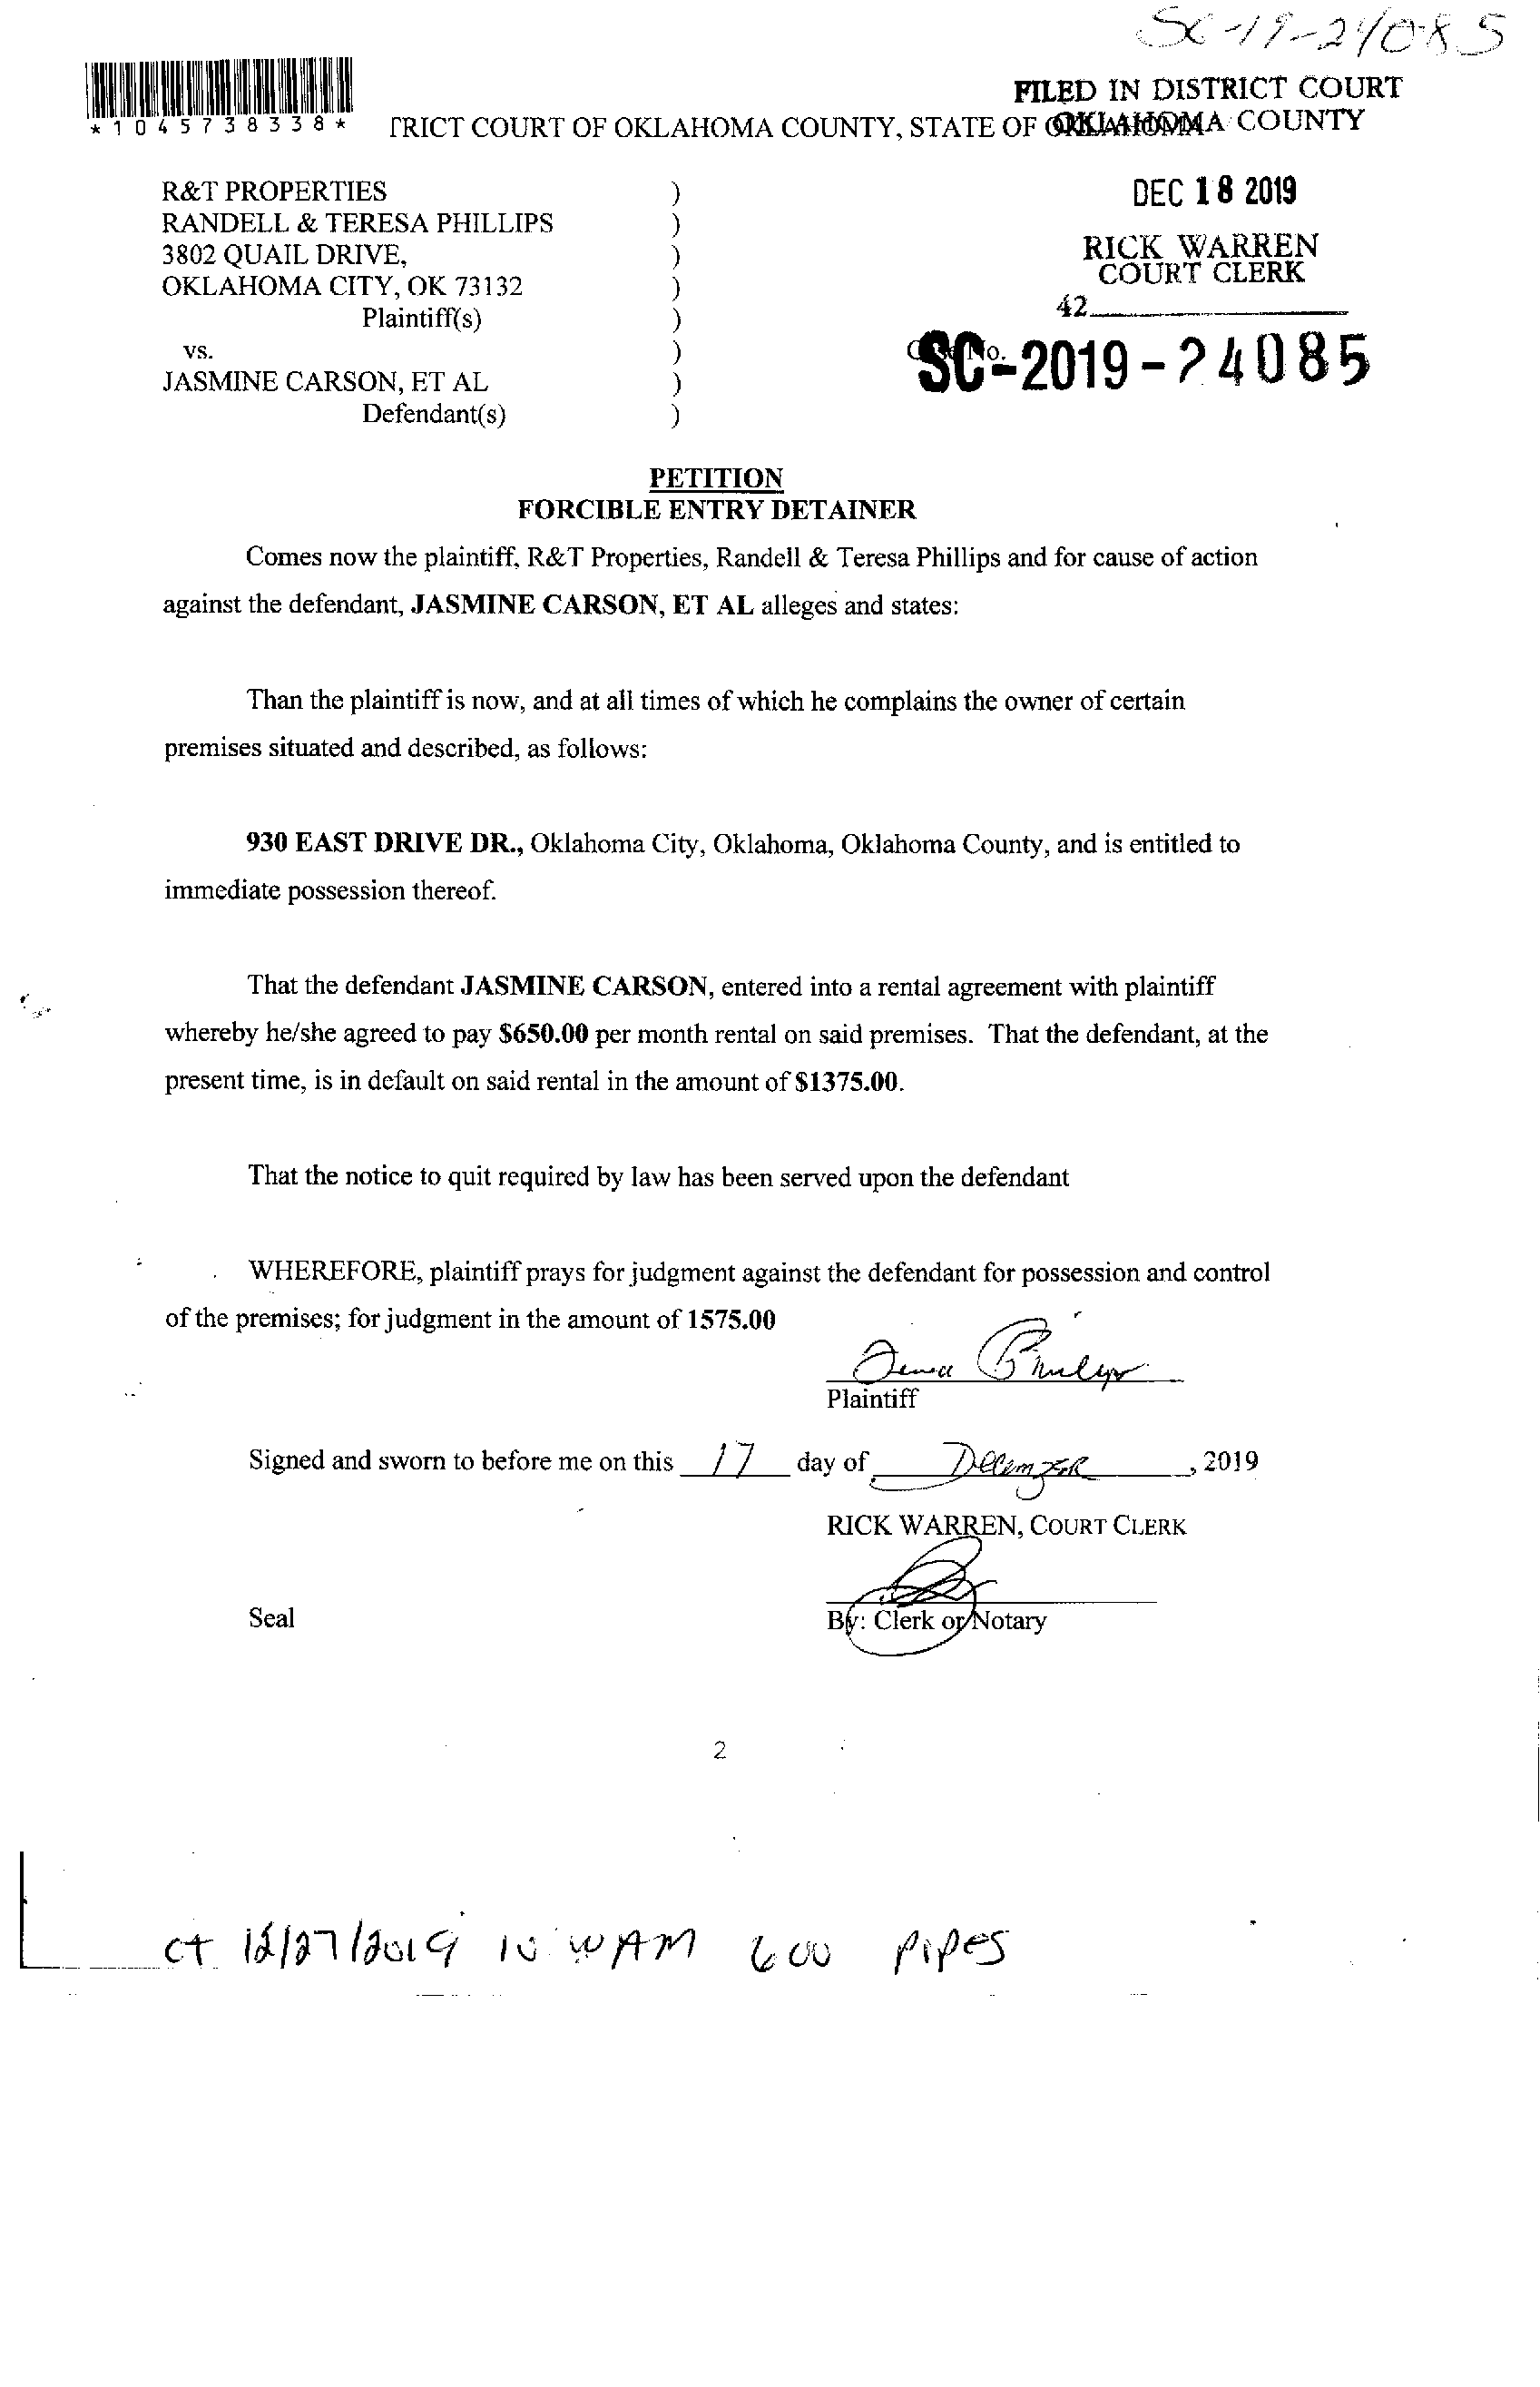 SC-19-24085
FILED IN DISTRICT COURT
OKLAHOMA COUNTY
*1045738338*
TRICT COURT OF OKLAHOMA COUNTY, STATE OF OKLAHOMA
R&T PROPERTIES )
DEC 18 2019
RANDELL & TERESA PHILLIPS )
3802 QUAIL DRIVE, )
RICK WARREN
COURT CLERK
OKLAHOMA CITY, OK 73132 )
42
Plaintiff(s) )
vs. )
Case No.
SC-2019-24085
JASMINE CARSON, ET AL )
Defendant(s) )
PETITION
FORCIBLE ENTRY DETAINER
Comes now the plaintiff, R&T Properties, Randell & Teresa Phillips and for cause of action
against the defendant, JASMINE CARSON, ET AL alleges and states:
Than the plaintiff is now, and at all times of which he complains the owner of certain
premises situated and described, as follows:
930 EAST DRIVE DR., Oklahoma City, Oklahoma, Oklahoma County, and is entitled to
immediate possession thereof.
That the defendant JASMINE CARSON, entered into a rental agreement with plaintiff
whereby he/she agreed to pay $650.00 per month rental on said premises. That the defendant, at the
present time, is in default on said rental in the amount of $1375.00.
That the notice to quit required by law has been served upon the defendant
WHEREFORE, plaintiff prays for judgment against the defendant for possession and control
of the premises; for judgment in the amount of 1575.00
Plaintiff
Signed and sworn to before me on this 17 day of December, 2019
RICK WARREN, COURT CLERK
Seal
By: Clerk or Notary
2
ct 12/27/2019 10 AM 600 Pipes